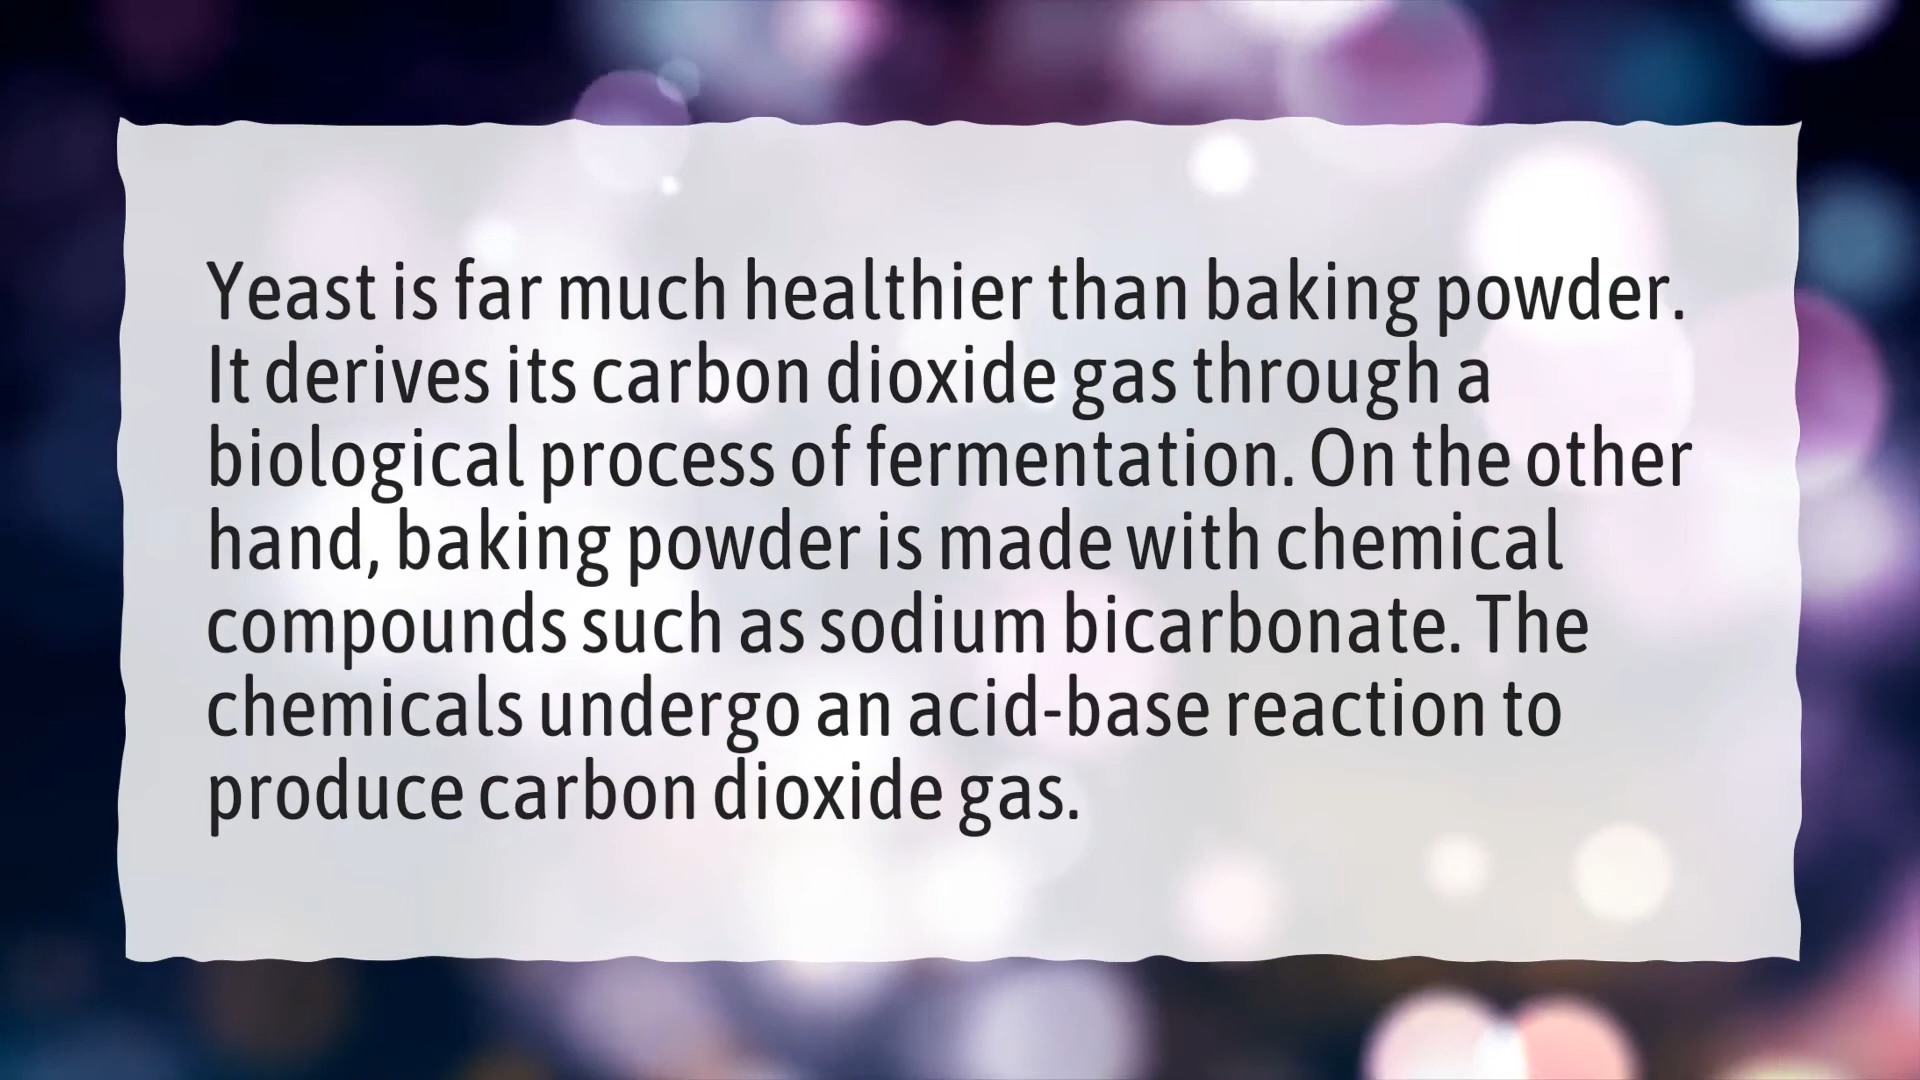 Yeast is far much healthier than baking powder.
It derives its carbon dioxide gas through a
biological process of fermentation. On the other
hand, baking powder is made with chemical
compounds such as sodium bicarbonate. The
chemicals undergo an acid-base reaction to
produce carbon dioxide gas.